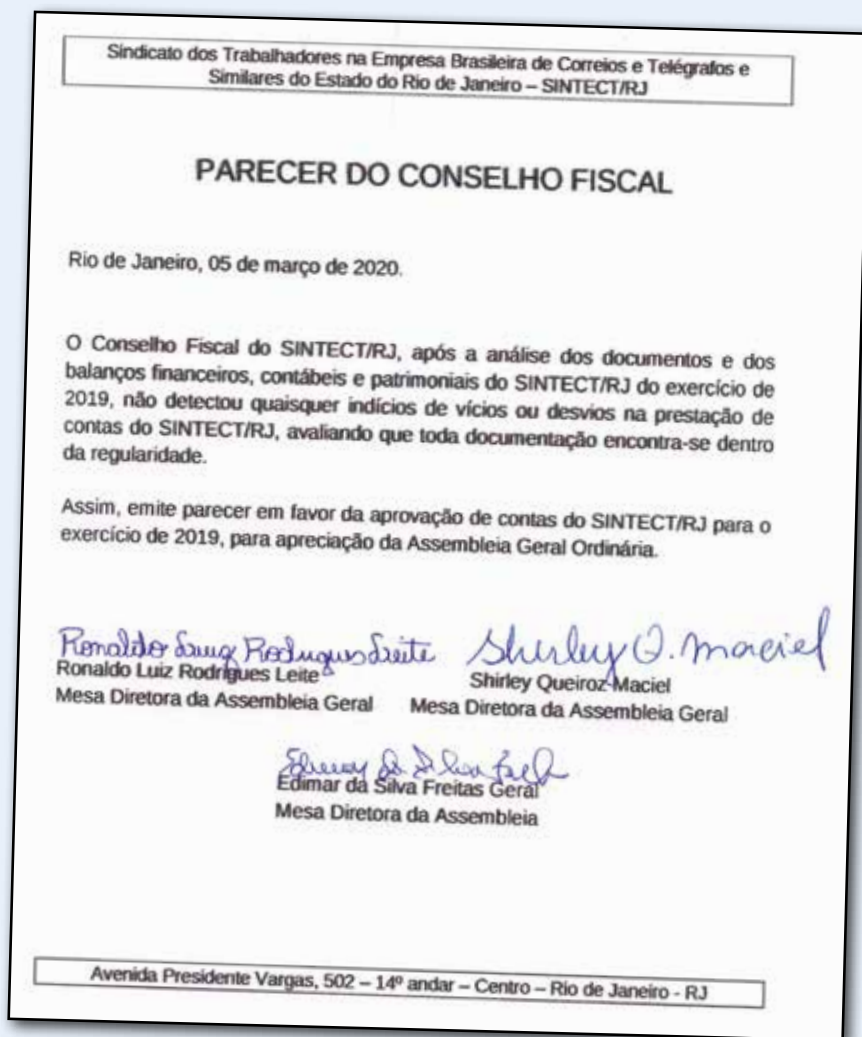 Sindicato dos Trabalhadores na Empresa Brasileira de Correios e Telégrafos e
Similares do Estado do Rio de Janeiro – SINTECT/RJ
PARECER DO CONSELHO FISCAL
Rio de Janeiro, 05 de março de 2020.
O Conselho Fiscal do SINTECT/RJ, após a análise dos documentos e dos
balanços financeiros, contábeis e patrimoniais do SINTECT/RJ do exercício de
2019, não detectou quaisquer indícios de vícios ou desvios na prestação de
contas do SINTECT/RJ, avaliando que toda documentação encontra-se dentro
da regularidade.
Assim, emite parecer em favor da aprovação de contas do SINTECT/RJ para o
exercício de 2019, para apreciação da Assembleia Geral Ordinária.
Ronaldo Luiz Rodrigues Leite Shirley Q. Maciel
Ronaldo Luiz Rodrigues Leite Shirley Queiroz Maciel
Mesa Diretora da Assembleia Geral Mesa Diretora da Assembleia Geral
da Silva
Edimar da Silva Freitas Geral
Mesa Diretora da Assembleia
Avenida Presidente Vargas, 502 – 14º andar – Centro – Rio de Janeiro - RJ